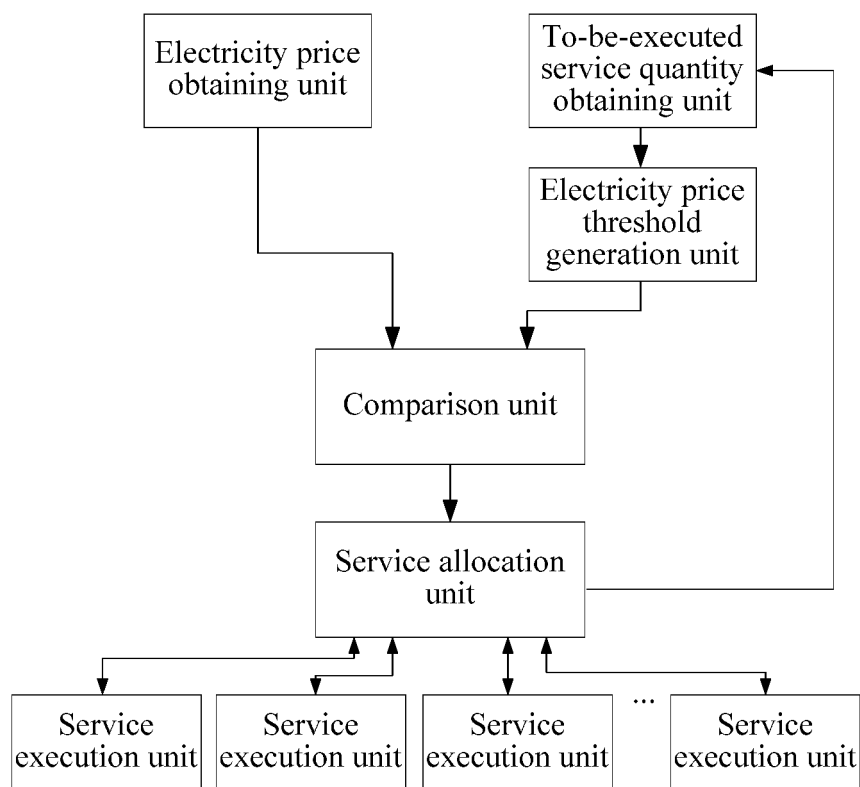 Electricity price
obtaining unit
To-be-executed
service quantity
obtaining unit
Electricity price
threshold
generation unit
Comparison unit
Service allocation
unit
Service
execution unit
Service
execution unit
Service
execution unit
...
Service
execution unit